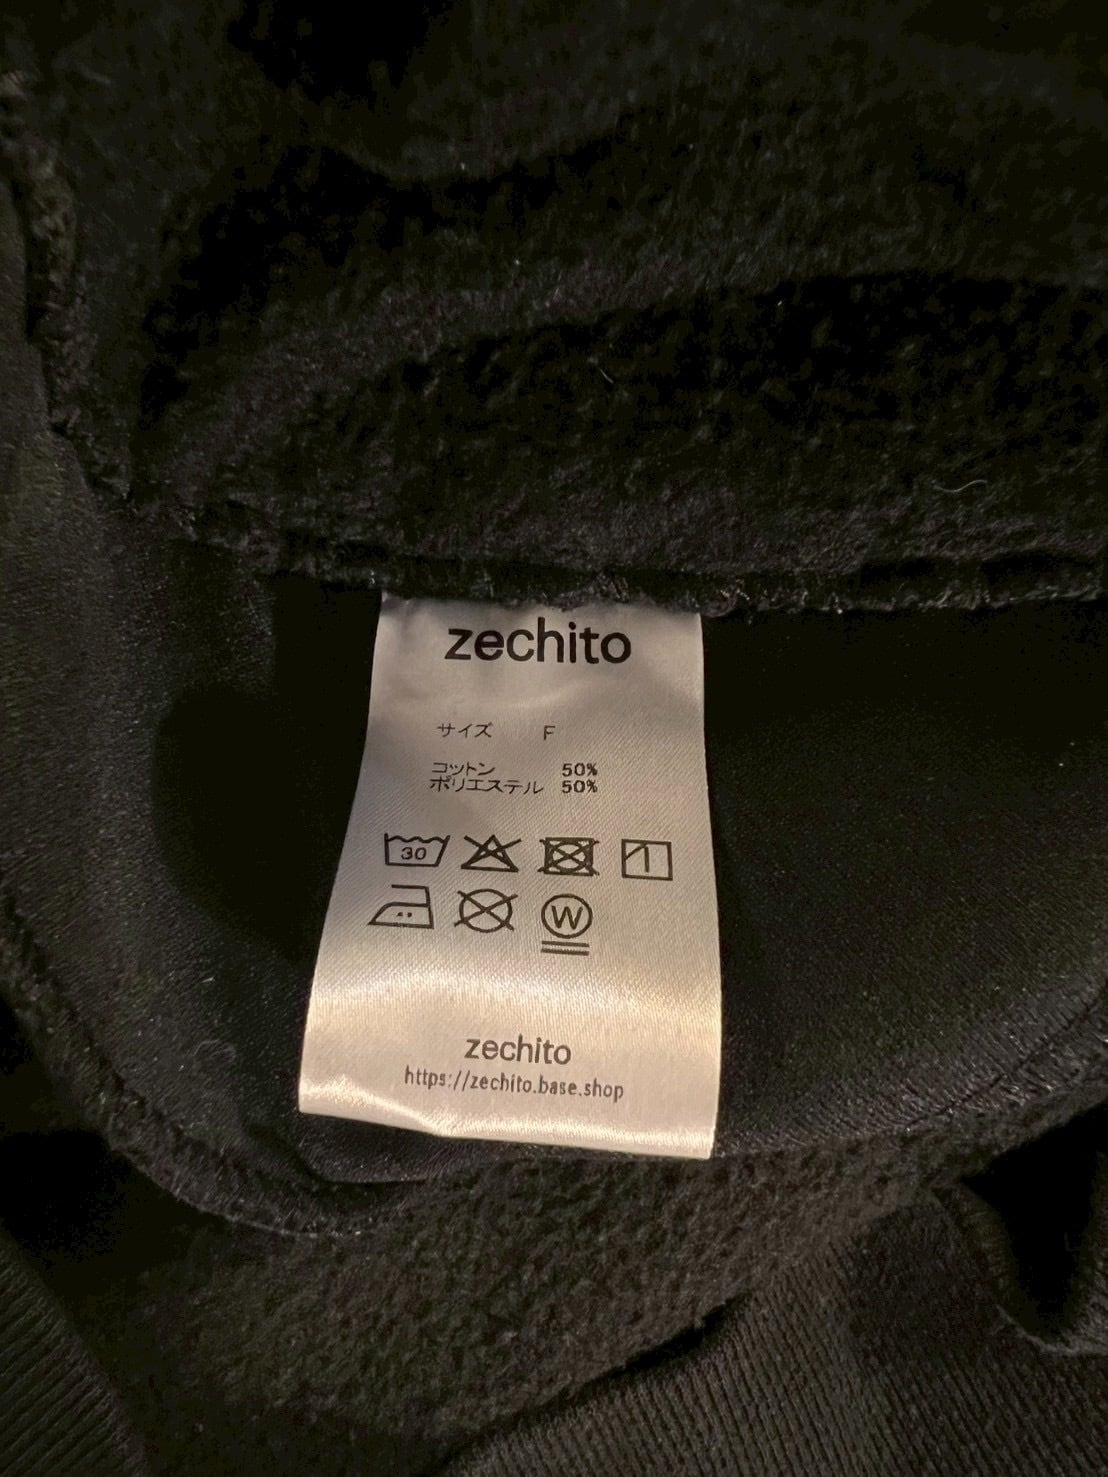 zechito
サイズ F
コットン 50%
ポリエステル 50%
30
W
zechito
https://zechito.base.shop